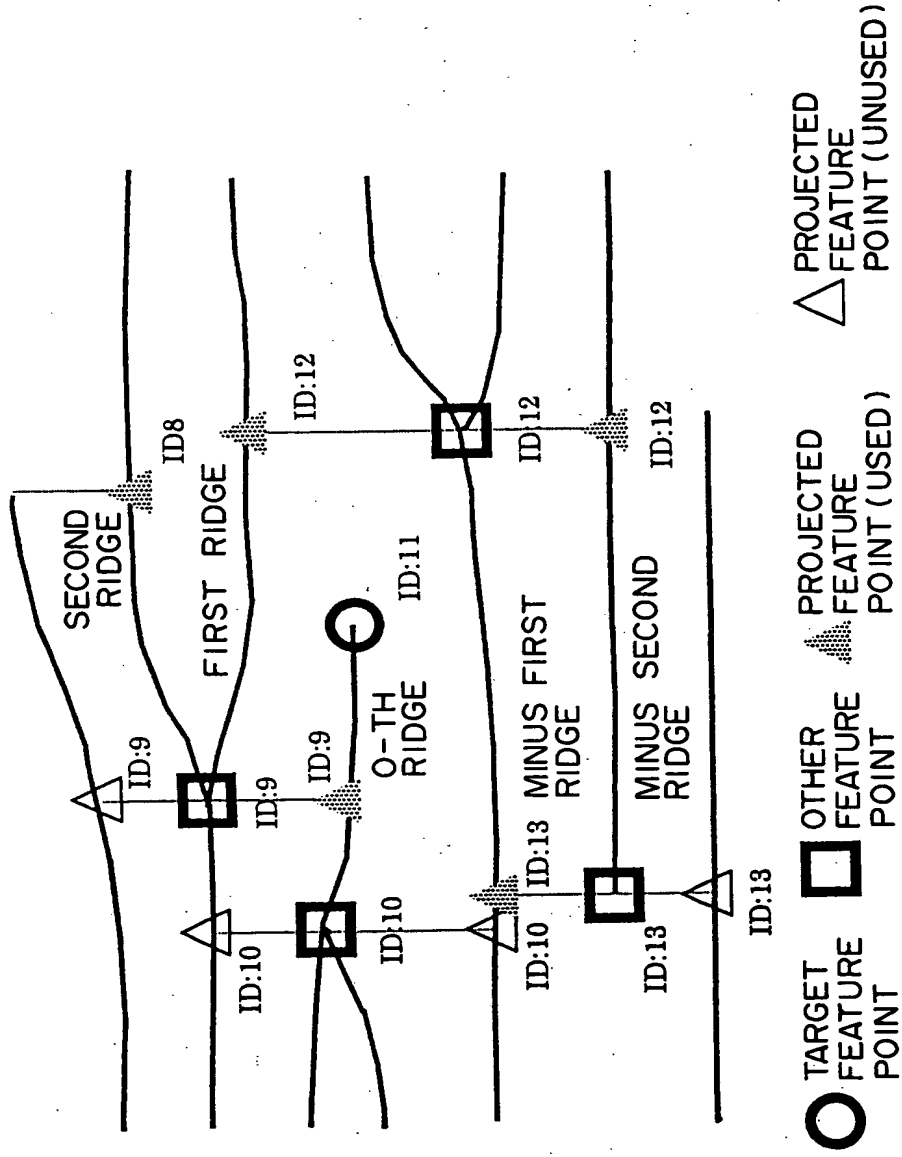 SECOND
RIDGE
ID8
FIRST RIDGE
ID:12
ID:9
ID:9
ID:9
ID:11
O-TH
RIDGE
ID:10
ID:10
ID:12
ID:12
MINUS FIRST
RIDGE
ID:13
ID:10
MINUS SECOND
RIDGE
ID:13
ID:13
TARGET
FEATURE
POINT
OTHER
FEATURE
POINT
PROJECTED
FEATURE
POINT (USED)
PROJECTED
FEATURE
POINT (UNUSED)